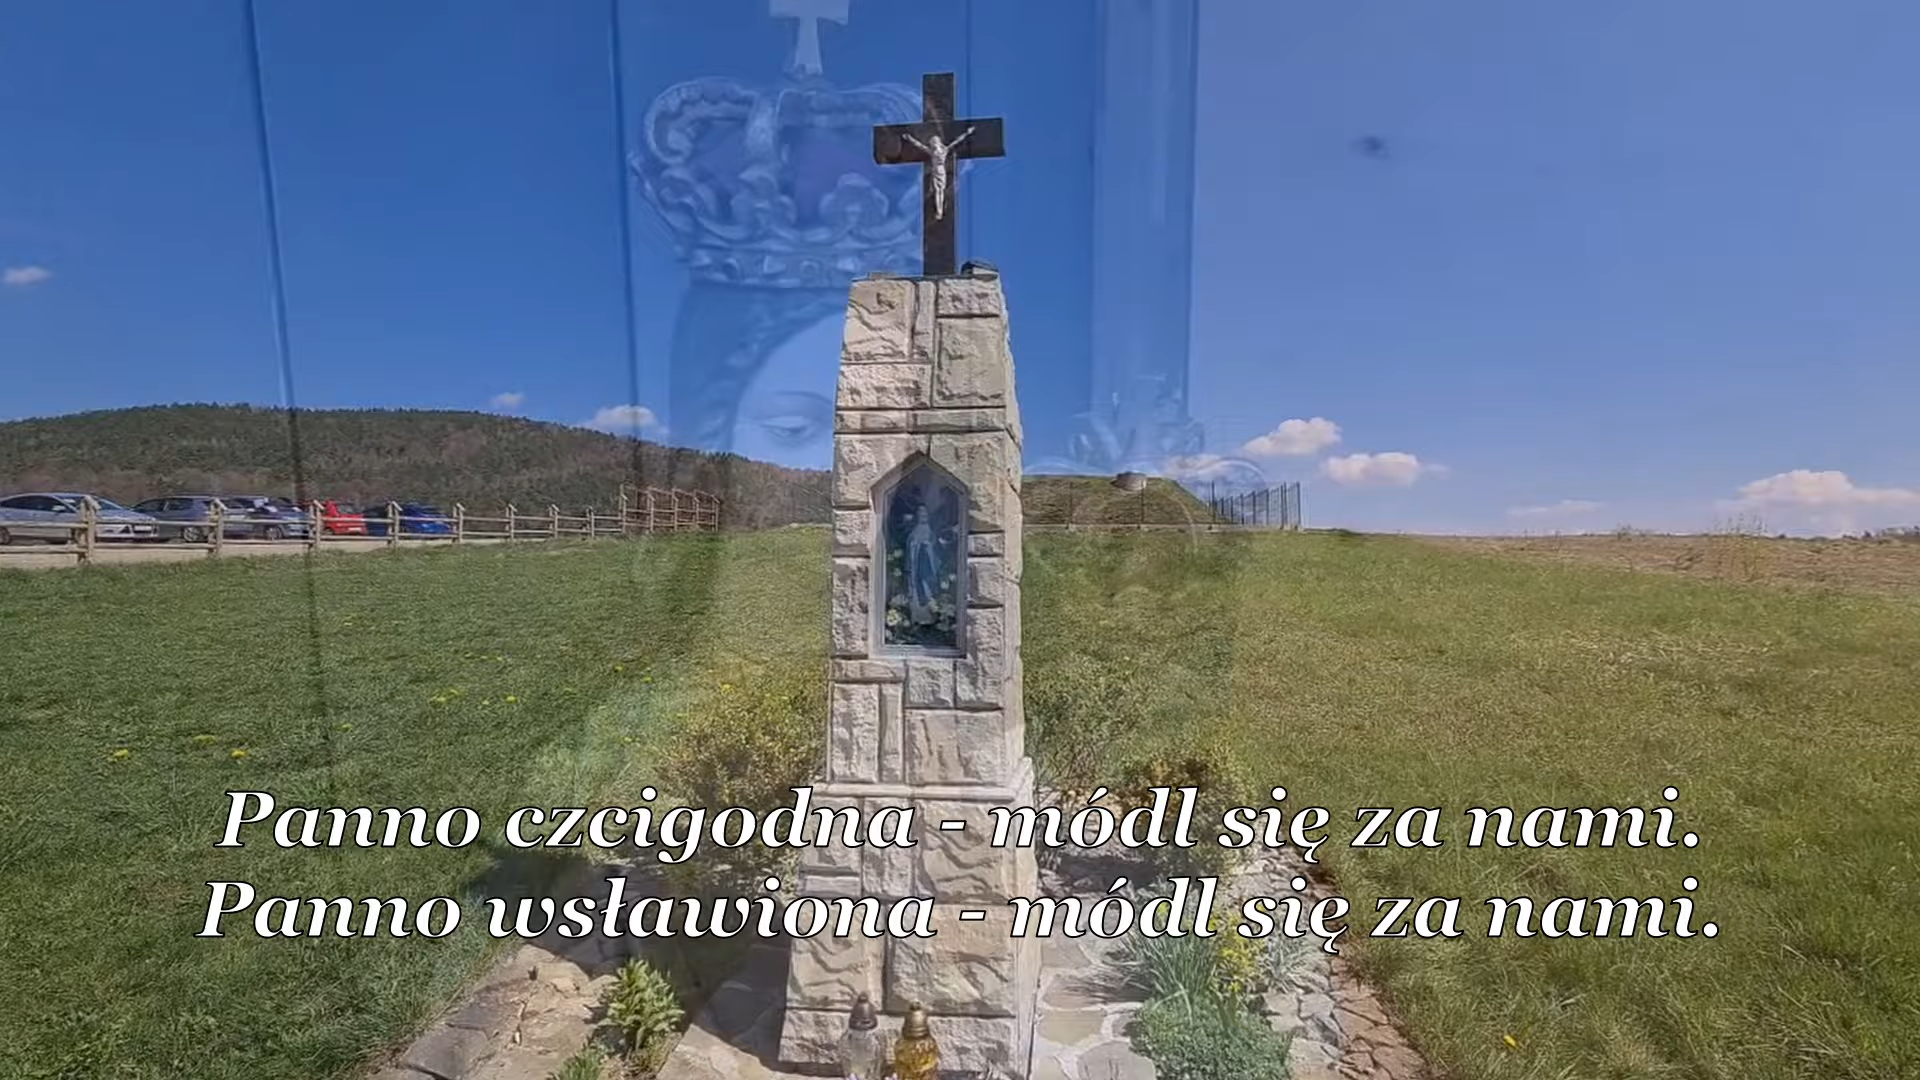 Panno czcigodna - módl się za nami.
Panno wsławiona - módl się za nami.